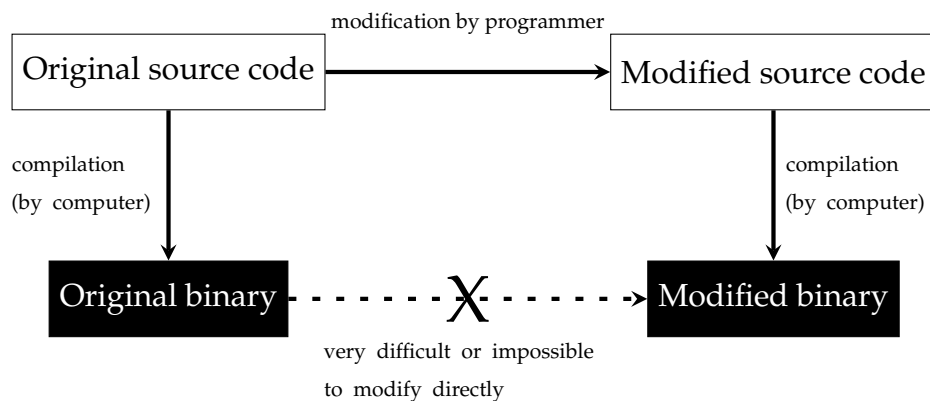 modification by programmer
Original source code
Modified source code
compilation
(by computer)
compilation
(by computer)
Original binary
X
Modified binary
very difficult or impossible
to modify directly